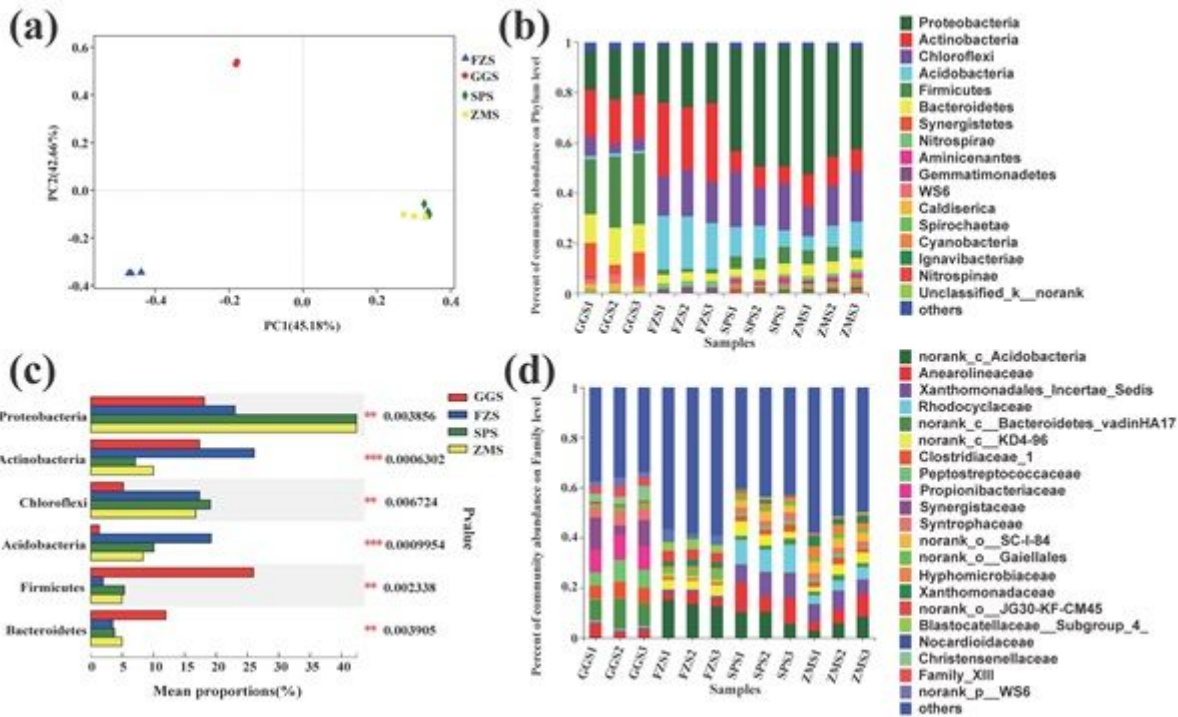 (a)
0.6
0.4
0.2
0.0
-0.2
-0.4
PC2(42.66%)
-0.4
-0.2
0.0
0.2
0.4
PC1(45.18%)
FZS
GGS
SPS
ZMS
(b)
1
0.8
0.6
0.4
0.2
0
Percent of community abundance on Phylum level
GGS1
GGS2
GGS3
FZS1
FZS2
FZS3
SPS1
SPS2
SPS3
ZMS1
ZMS2
ZMS3
Samples
Proteobacteria
Actinobacteria
Chloroflexi
Acidobacteria
Firmicutes
Bacteroidetes
Synergistetes
Nitrospirae
Aminicenantes
Gemmatimonadetes
WS6
Caldiserica
Spirochaetae
Cyanobacteria
Ignavibacteriae
Nitrospinae
Unclassified_k__norank
others
(c)
Proteobacteria
Actinobacteria
Chloroflexi
Acidobacteria
Firmicutes
Bacteroidetes
** 0.003856
*** 0.0006302
** 0.006724
*** 0.0009954
** 0.002338
** 0.003905
0
5
10
15
20
25
30
35
40
Mean proportions(%)
GGS
FZS
SPS
ZMS
Pvalue
(d)
1
0.8
0.6
0.4
0.2
0
Percent of community abundance on Family level
GGS1
GGS2
GGS3
FZS1
FZS2
FZS3
SPS1
SPS2
SPS3
ZMS1
ZMS2
ZMS3
Samples
norank_c_Acidobacteria
Anearolineaceae
Xanthomonadales_Incertae_Sedis
Rhodocyclaceae
norank_c__Bacteroidetes_vadinHA17
norank_c__KD4-96
Clostridiaceae_1
Peptostreptococcaceae
Propionibacteriaceae
Synergistaceae
Syntrophaceae
norank_o__SC-I-84
norank_o__Gaiellales
Hyphomicrobiaceae
Xanthomonadaceae
norank_o__JG30-KF-CM45
Blastocatellaceae__Subgroup_4_
Nocardioidaceae
Christensenellaceae
Family_XIII
norank_p__WS6
others